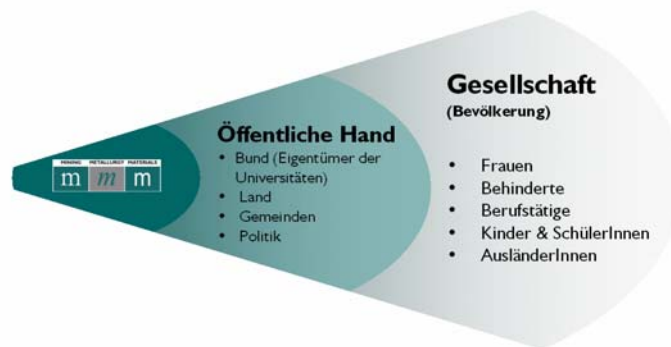 MINING METALLURGY MATERIALS
m m m
Öffentliche Hand
• Bund (Eigentümer der
Universitäten)
• Land
• Gemeinden
• Politik
Gesellschaft
(Bevölkerung)
• Frauen
• Behinderte
• Berufstätige
• Kinder & SchülerInnen
• AusländerInnen